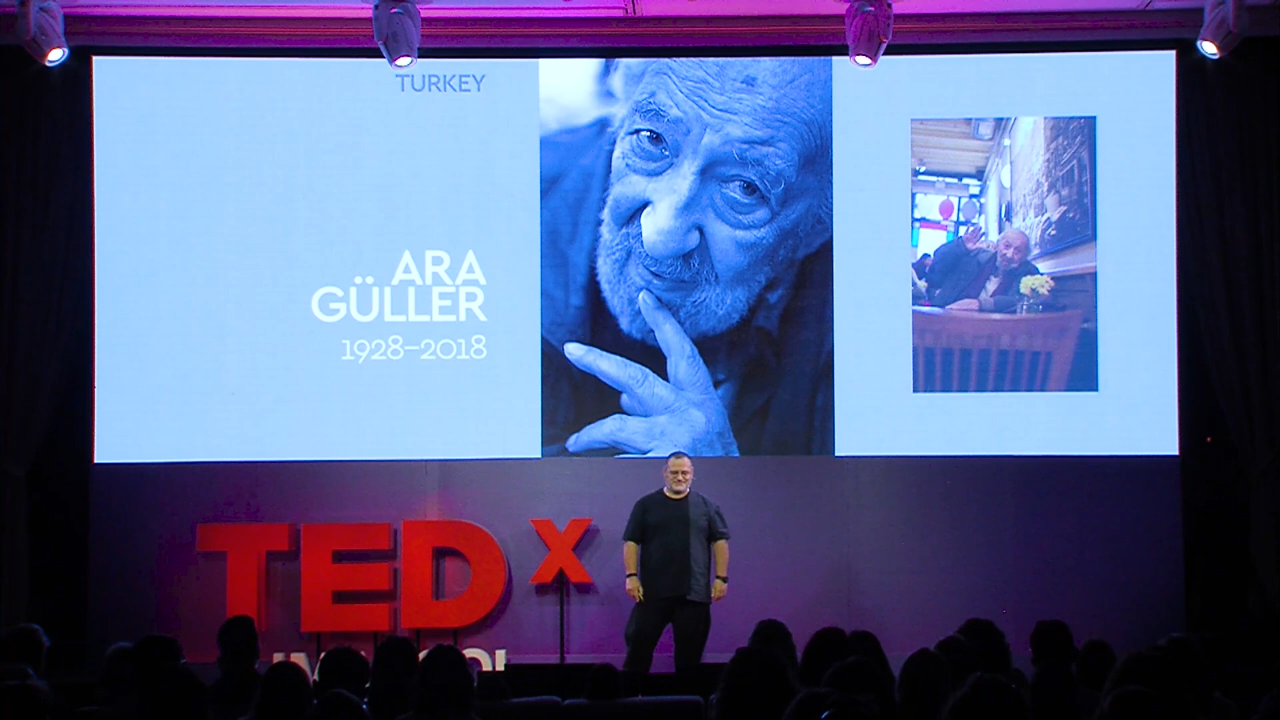 TURKEY
ARA
GÜLLER
1928–2018
TEDx